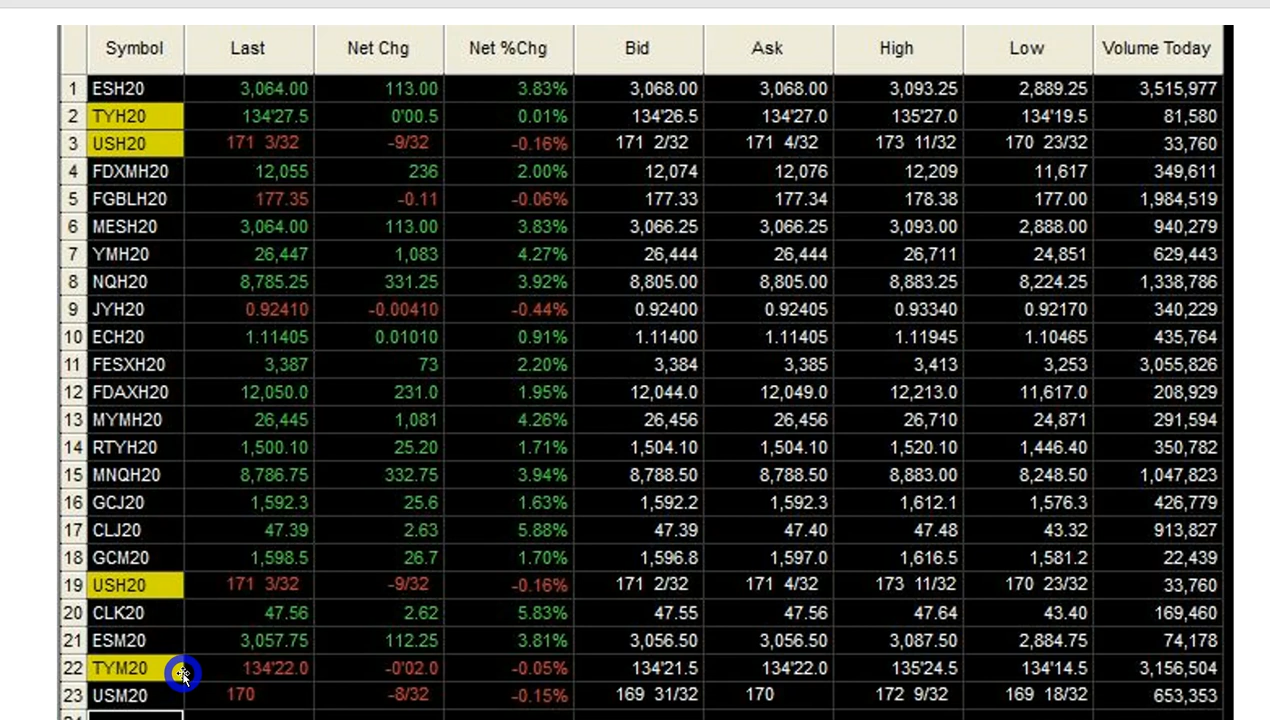 Symbol Last Net Chg Net %Chg Bid Ask High Low Volume Today
1 ESH20 3,064.00 113.00 3.83% 3,068.00 3,068.00 3,093.25 2,889.25 3,515,977
2 TYH20 134'27.5 0'00.5 0.01% 134'26.5 134'27.0 135'27.0 134'19.5 81,580
3 USH20 171 3/32 -9/32 -0.16% 171 2/32 171 4/32 173 11/32 170 23/32 33,760
4 FDXMH20 12,055 236 2.00% 12,074 12,076 12,209 11,617 349,611
5 FGBLH20 177.35 -0.11 -0.06% 177.33 177.34 178.38 177.00 1,984,519
6 MESH20 3,064.00 113.00 3.83% 3,066.25 3,066.25 3,093.00 2,888.00 940,279
7 YMH20 26,447 1,083 4.27% 26,444 26,444 26,711 24,851 629,443
8 NQH20 8,785.25 331.25 3.92% 8,805.00 8,805.00 8,883.25 8,224.25 1,338,786
9 JYH20 0.92410 -0.00410 -0.44% 0.92400 0.92405 0.93340 0.92170 340,229
10 ECH20 1.11405 0.01010 0.91% 1.11400 1.11405 1.11945 1.10465 435,764
11 FESXH20 3,387 73 2.20% 3,384 3,385 3,413 3,253 3,055,826
12 FDAXH20 12,050.0 231.0 1.95% 12,044.0 12,049.0 12,213.0 11,617.0 208,929
13 MYMH20 26,445 1,081 4.26% 26,456 26,456 26,710 24,871 291,594
14 RTYH20 1,500.10 25.20 1.71% 1,504.10 1,504.10 1,520.10 1,446.40 350,782
15 MNQH20 8,786.75 332.75 3.94% 8,788.50 8,788.50 8,883.00 8,248.50 1,047,823
16 GCJ20 1,592.3 25.6 1.63% 1,592.2 1,592.3 1,612.1 1,576.3 426,779
17 CLJ20 47.39 2.63 5.88% 47.39 47.40 47.48 43.32 913,827
18 GCM20 1,598.5 26.7 1.70% 1,596.8 1,597.0 1,616.5 1,581.2 22,439
19 USH20 171 3/32 -9/32 -0.16% 171 2/32 171 4/32 173 11/32 170 23/32 33,760
20 CLK20 47.56 2.62 5.83% 47.55 47.56 47.64 43.40 169,460
21 ESM20 3,057.75 112.25 3.81% 3,056.50 3,056.50 3,087.50 2,884.75 74,178
22 TYM20 134'22.0 -0'02.0 -0.05% 134'21.5 134'22.0 135'24.5 134'14.5 3,156,504
23 USM20 170 -8/32 -0.15% 169 31/32 170 172 9/32 169 18/32 653,353